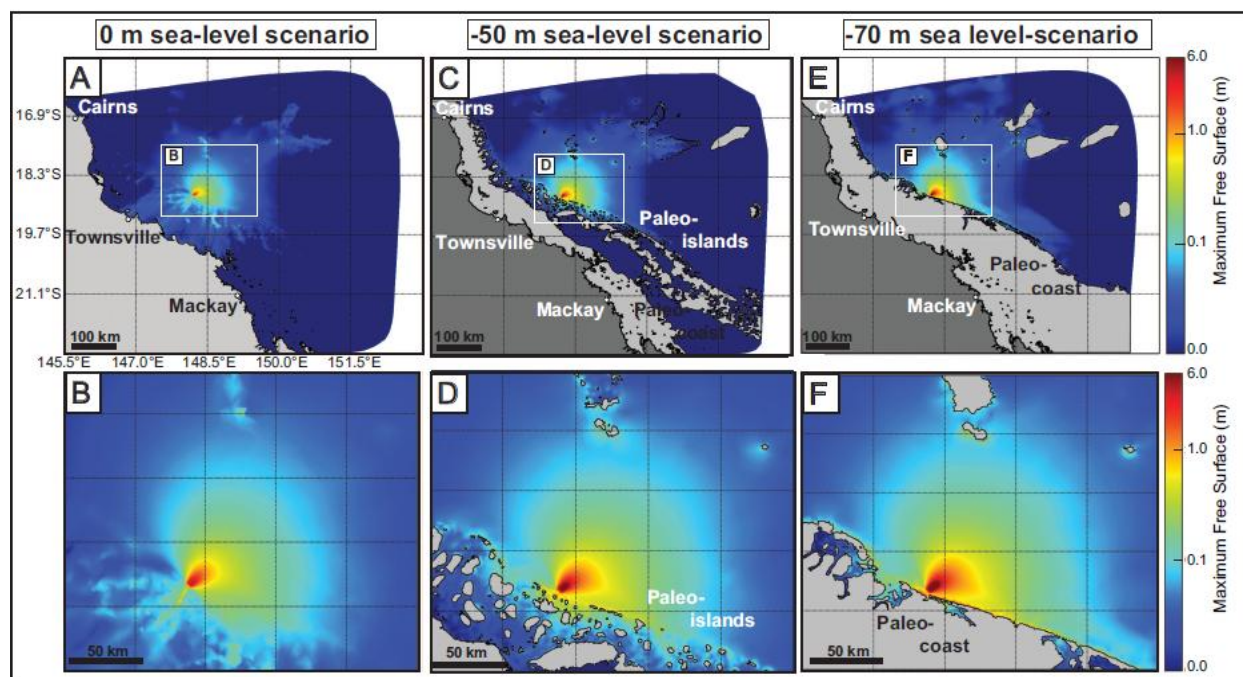 0 m sea-level scenario
-50 m sea-level scenario
-70 m sea level-scenario
A
Cairns
B
Townsville
Mackay
100 km
16.9°S
18.3°S
19.7°S
21.1°S
145.5°E
147.0°E
148.5°E
150.0°E
151.5°E
C
Cairns
D
Paleo-
islands
Townsville
Mackay
Paleo-
coast
100 km
E
Cairns
F
Townsville
Paleo-
coast
Mackay
100 km
6.0
1.0
0.1
0.0
Maximum Free Surface (m)
B
50 km
D
Paleo-
islands
50 km
F
Paleo-
coast
50 km
6.0
1.0
0.1
0.0
Maximum Free Surface (m)